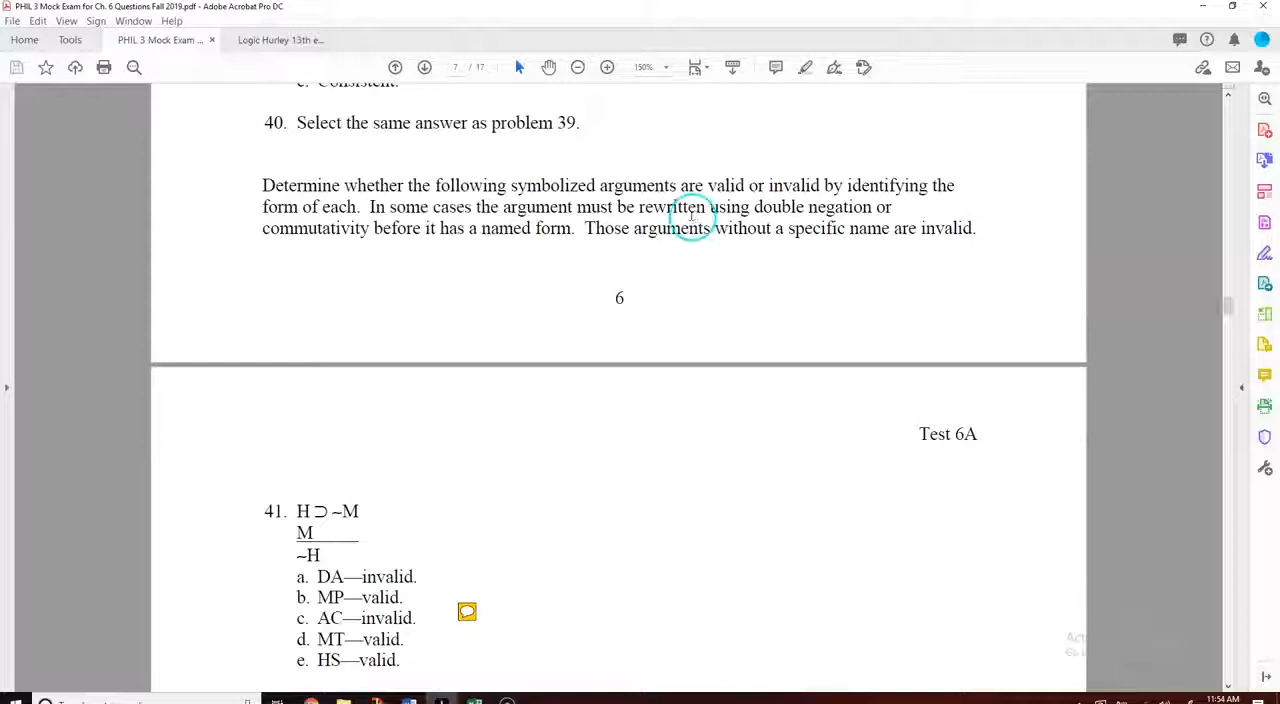 PHIL 3 Mock Exam for Ch. 6 Questions Fall 2019.pdf - Adobe Acrobat Pro DC
File Edit View Sign Window Help
Home Tools PHIL 3 Mock Exam ... × Logic Hurley 13th e...
7 / 17 150%
40. Select the same answer as problem 39.
Determine whether the following symbolized arguments are valid or invalid by identifying the
form of each. In some cases the argument must be rewritten using double negation or
commutativity before it has a named form. Those arguments without a specific name are invalid.
6
Test 6A
41. H ⊃ ~M
M
~H
a. DA—invalid.
b. MP—valid.
c. AC—invalid.
d. MT—valid.
e. HS—valid.
11:54 AM